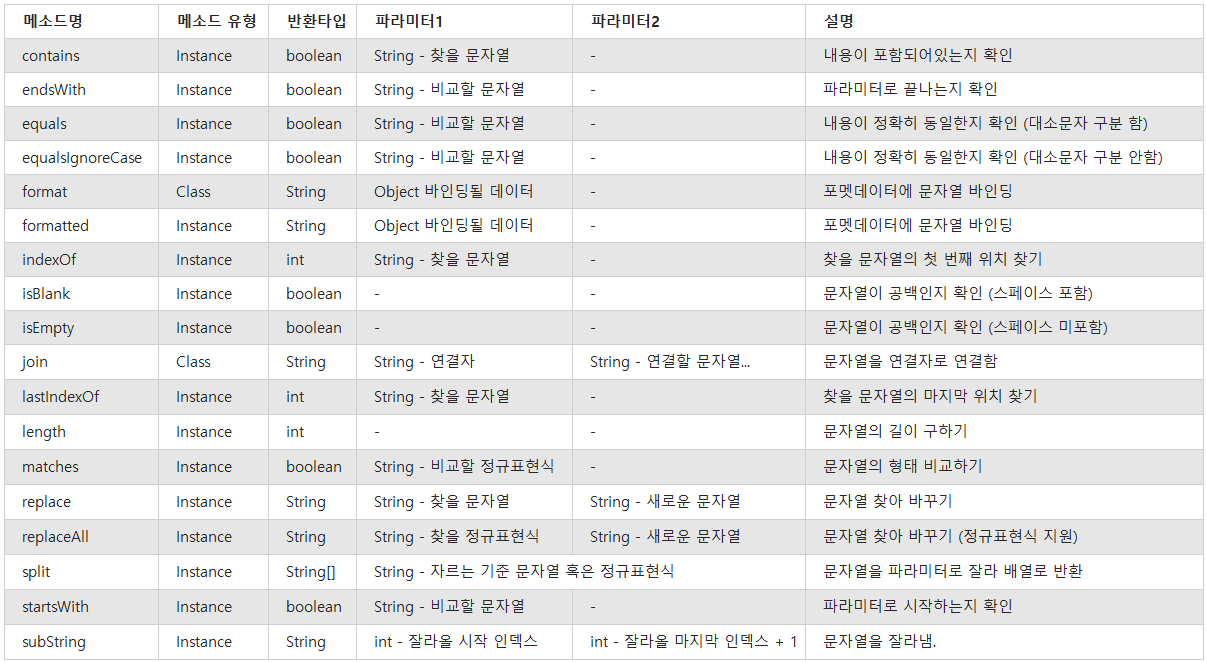 메소드명 메소드 유형 반환타입 파라미터1 파라미터2 설명
contains Instance boolean String - 찾을 문자열 - 내용이 포함되어있는지 확인
endsWith Instance boolean String - 비교할 문자열 - 파라미터로 끝나는지 확인
equals Instance boolean String - 비교할 문자열 - 내용이 정확히 동일한지 확인 (대소문자 구분 함)
equalsIgnoreCase Instance boolean String - 비교할 문자열 - 내용이 정확히 동일한지 확인 (대소문자 구분 안함)
format Class String Object 바인딩될 데이터 - 포멧데이터에 문자열 바인딩
formatted Instance String Object 바인딩될 데이터 - 포멧데이터에 문자열 바인딩
indexOf Instance int String - 찾을 문자열 - 찾을 문자열의 첫 번째 위치 찾기
isBlank Instance boolean - - 문자열이 공백인지 확인 (스페이스 포함)
isEmpty Instance boolean - - 문자열이 공백인지 확인 (스페이스 미포함)
join Class String String - 연결자 String - 연결할 문자열... 문자열을 연결자로 연결함
lastIndexOf Instance int String - 찾을 문자열 - 찾을 문자열의 마지막 위치 찾기
length Instance int - - 문자열의 길이 구하기
matches Instance boolean String - 비교할 정규표현식 - 문자열의 형태 비교하기
replace Instance String String - 찾을 문자열 String - 새로운 문자열 문자열 찾아 바꾸기
replaceAll Instance String String - 찾을 정규표현식 String - 새로운 문자열 문자열 찾아 바꾸기 (정규표현식 지원)
split Instance String[] String - 자르는 기준 문자열 혹은 정규표현식 문자열을 파라미터로 잘라 배열로 반환
startsWith Instance boolean String - 비교할 문자열 - 파라미터로 시작하는지 확인
subString Instance String int - 잘라올 시작 인덱스 int - 잘라올 마지막 인덱스 + 1 문자열을 잘라냄.